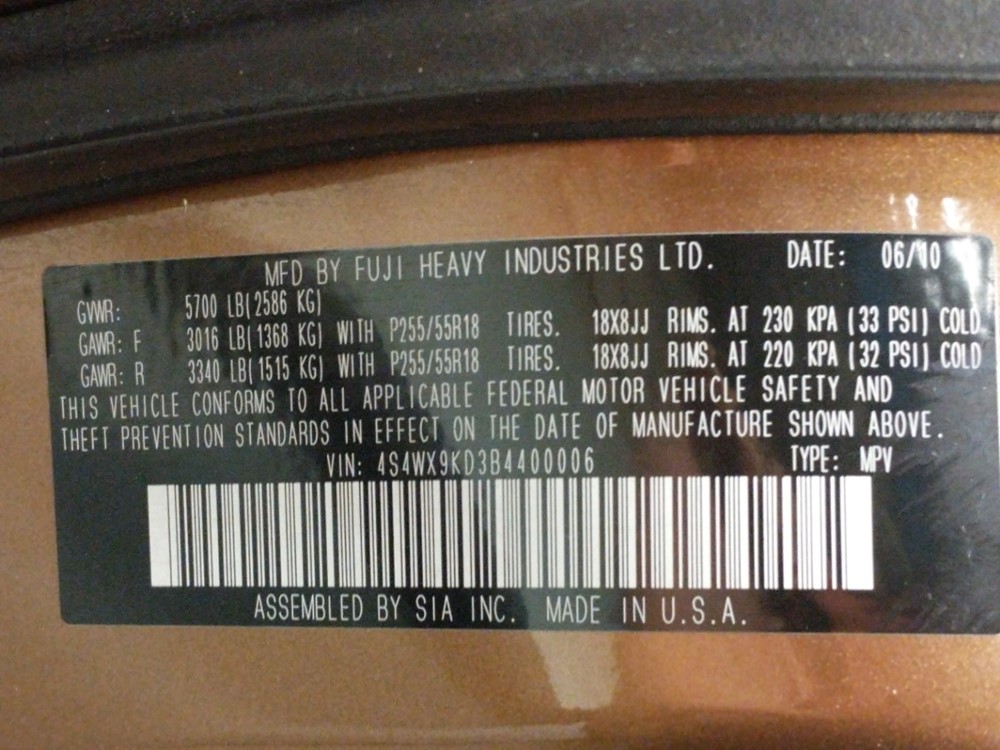 MFD BY FUJI HEAVY INDUSTRIES LTD. DATE: 06/10
GVWR: 5700 LB(2586 KG)
GAWR: F 3016 LB(1368 KG) WITH P255/55R18 TIRES. 18X8JJ RIMS. AT 230 KPA (33 PSI) COLD
GAWR: R 3340 LB(1515 KG) WITH P255/55R18 TIRES. 18X8JJ RIMS. AT 220 KPA (32 PSI) COLD
THIS VEHICLE CONFORMS TO ALL APPLICABLE FEDERAL MOTOR VEHICLE SAFETY AND
THEFT PREVENTION STANDARDS IN EFFECT ON THE DATE OF MANUFACTURE SHOWN ABOVE.
VIN: 4S4WX9KD3B4400006 TYPE: MPV
ASSEMBLED BY SIA INC. MADE IN U.S.A.